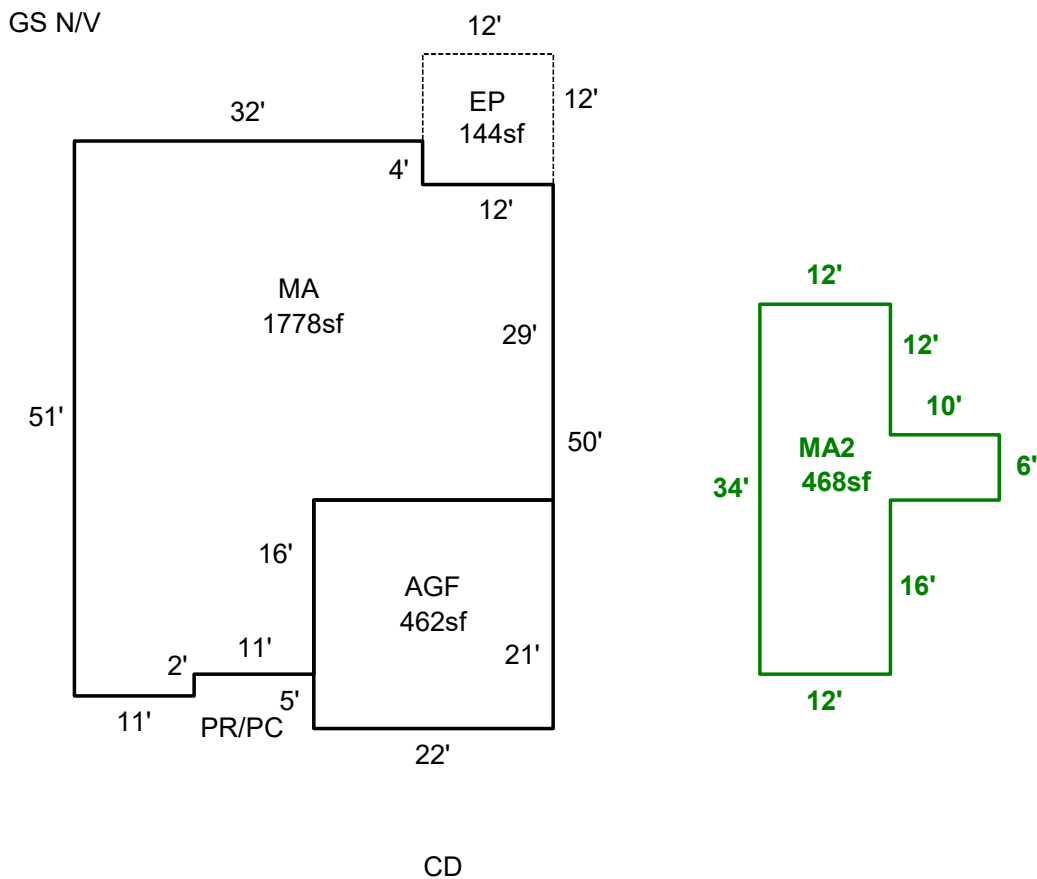 GS N/V
12'
EP
144sf
12'
32'
4'
12'
MA
1778sf
29'
51'
50'
16'
AGF
462sf
11'
21'
2'
5'
11'
PR/PC
22'
CD
12'
12'
10'
MA2
468sf
6'
34'
16'
12'